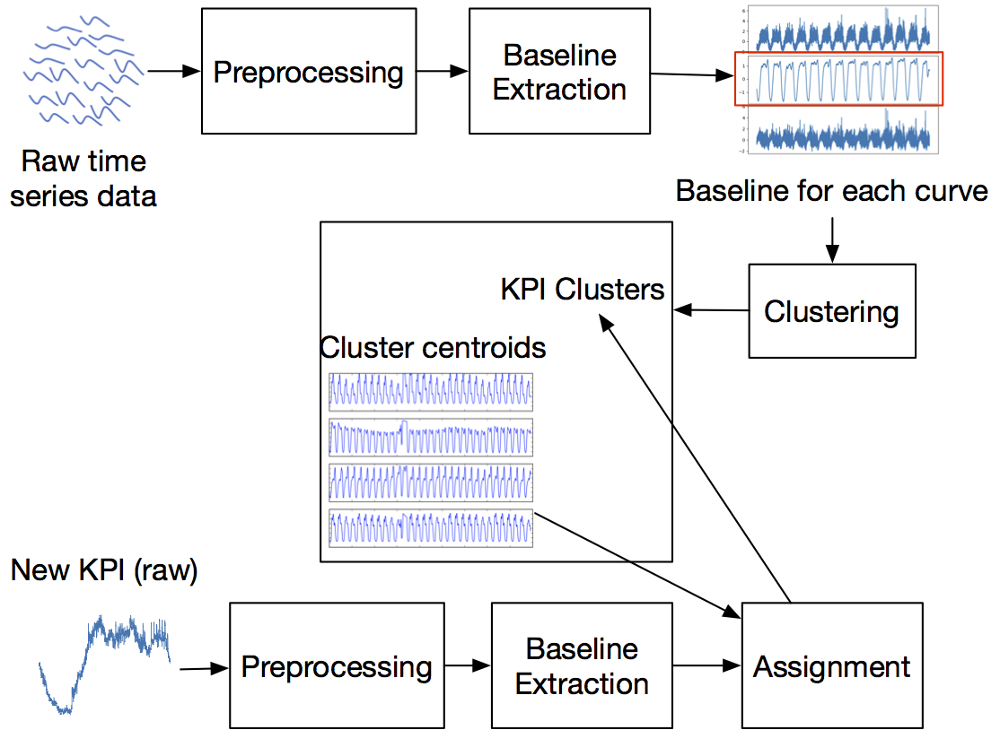 Preprocessing
Baseline
Extraction
Raw time
series data
Baseline for each curve
KPI Clusters
Clustering
Cluster centroids
New KPI (raw)
Preprocessing
Baseline
Extraction
Assignment